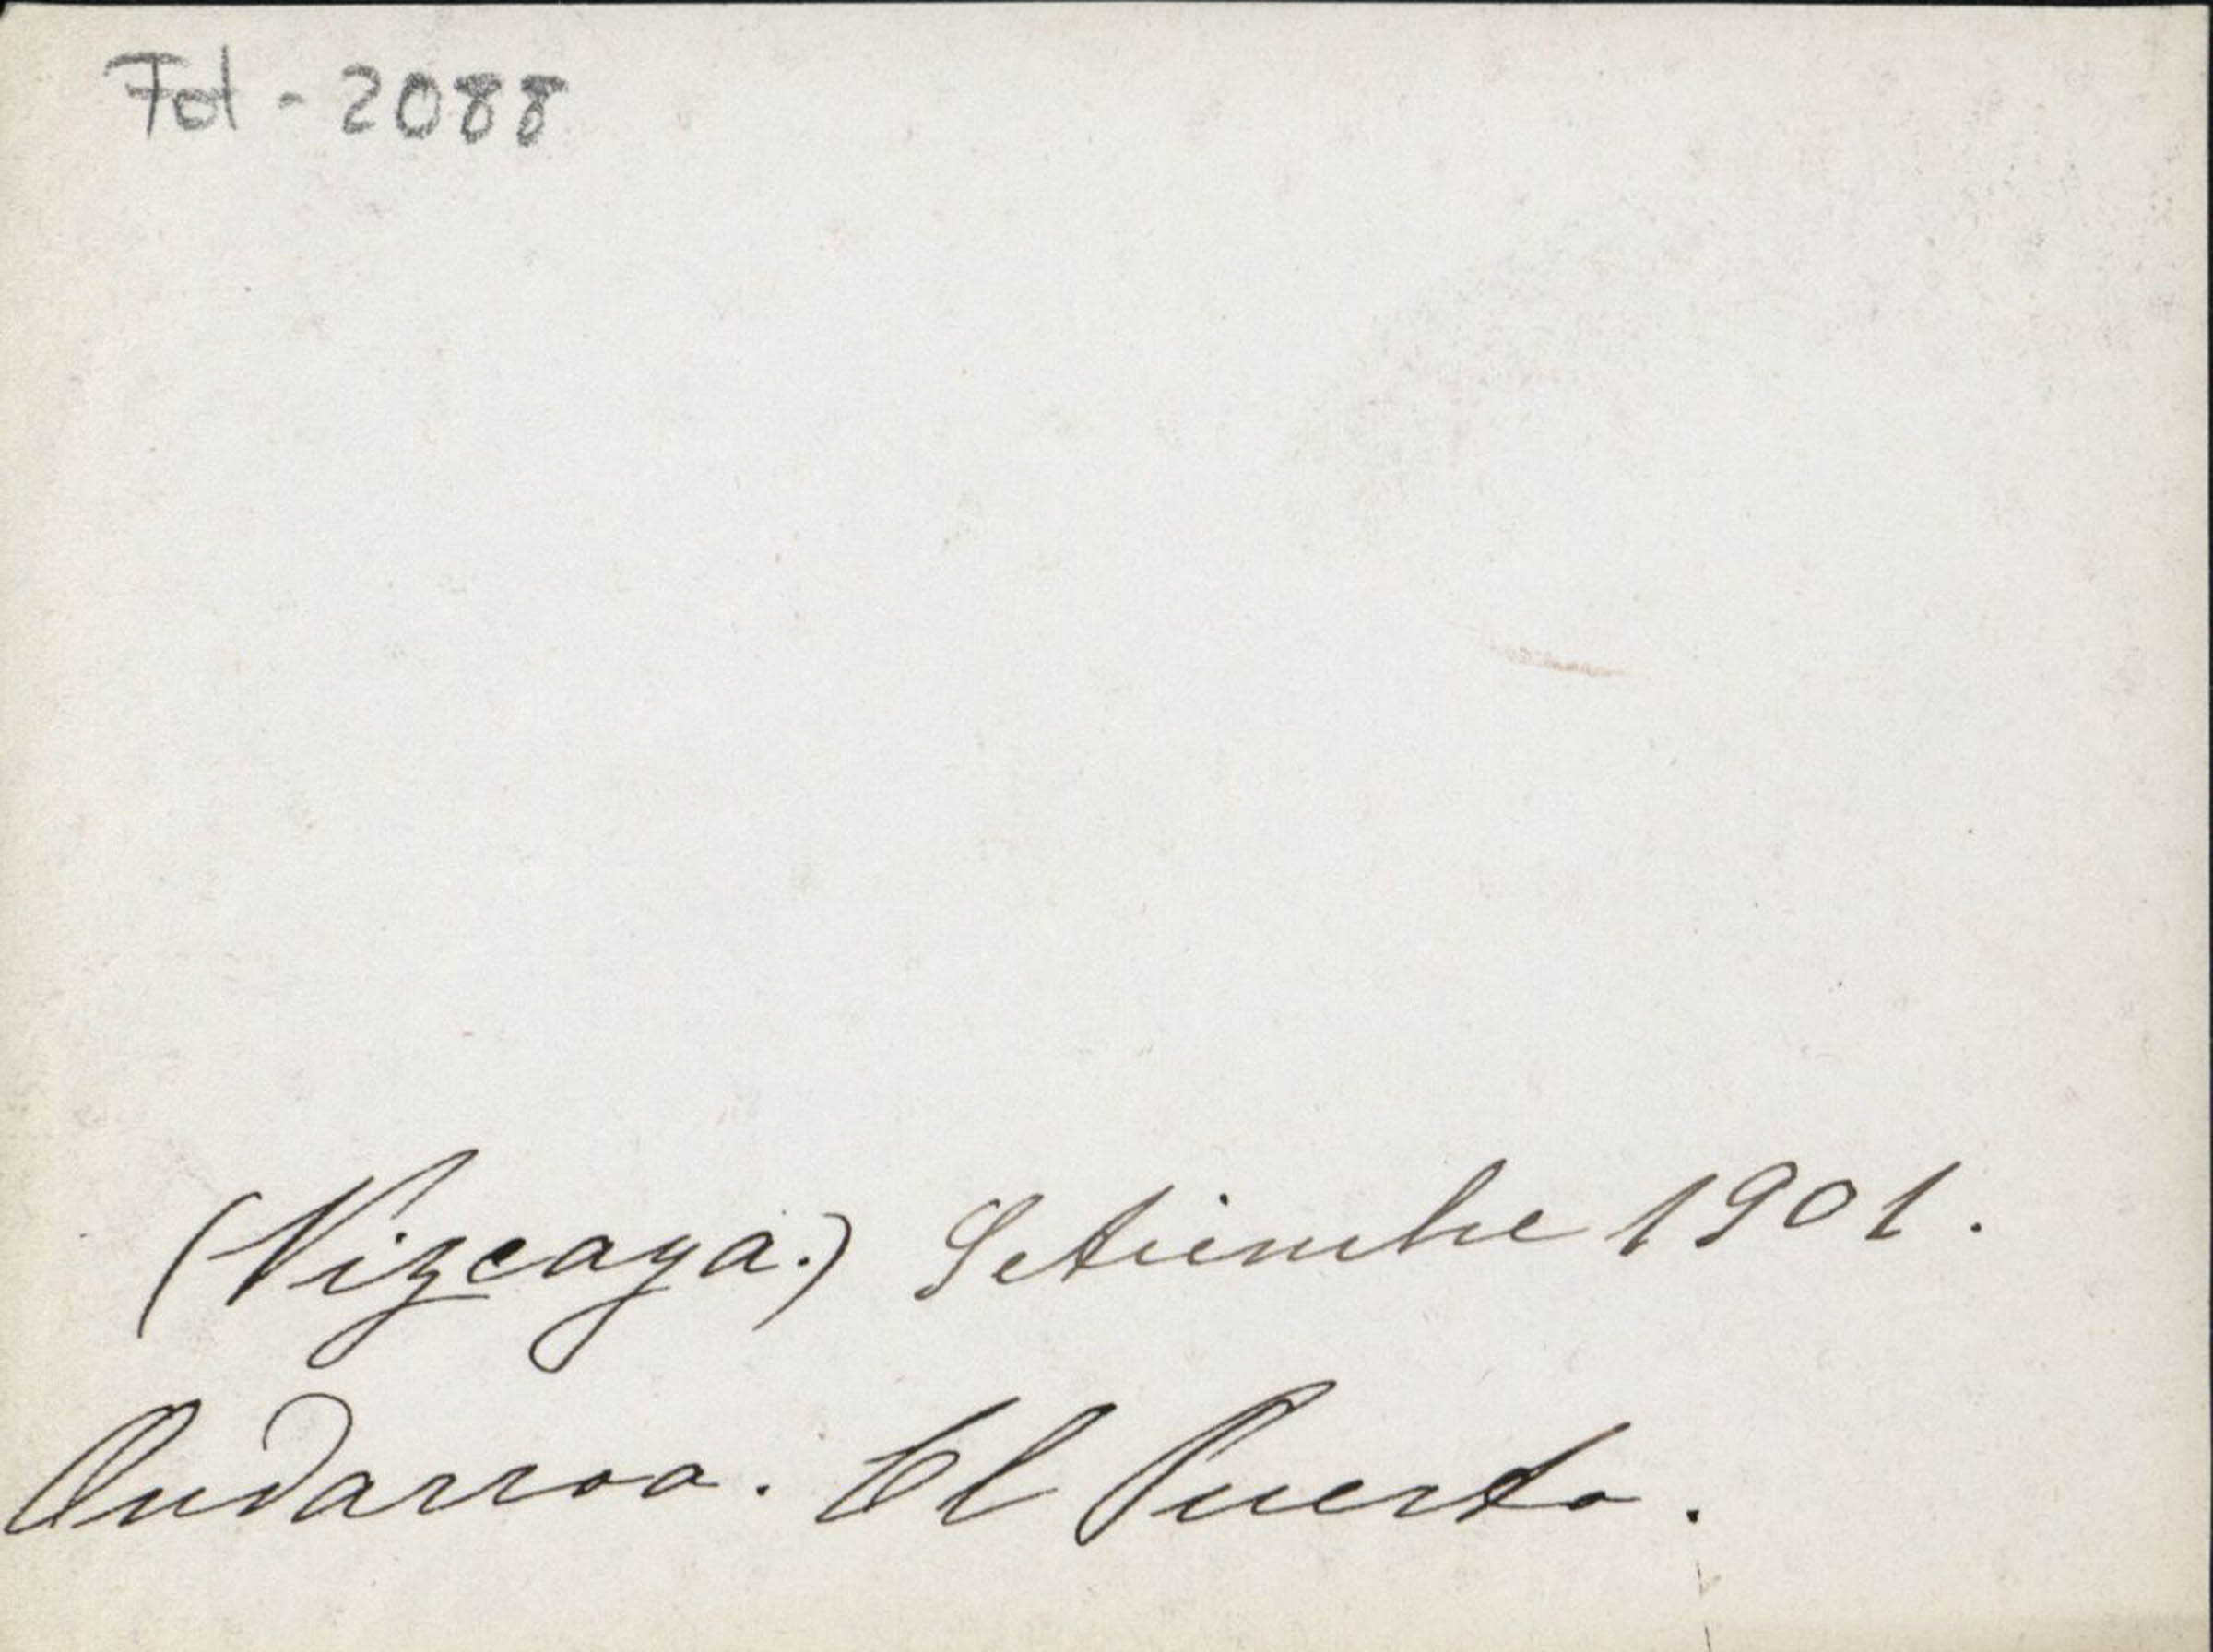 Fot-2088
(Vizcaya.) Setiembre 1901.
Ondarroa. El Puerto.